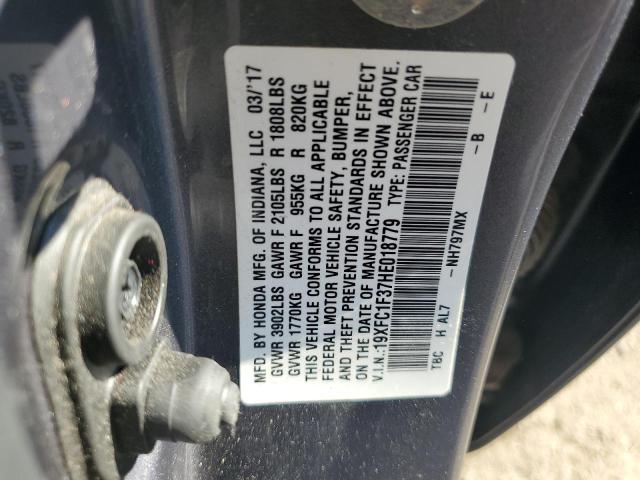 MFD. BY HONDA MFG. OF INDIANA, LLC 03/'17
GVWR 3902LBS GAWR F 2105LBS R 1808LBS
GVWR 1770KG GAWR F 955KG R 820KG
THIS VEHICLE CONFORMS TO ALL APPLICABLE
FEDERAL MOTOR VEHICLE SAFETY, BUMPER,
AND THEFT PREVENTION STANDARDS IN EFFECT
ON THE DATE OF MANUFACTURE SHOWN ABOVE.
V.I.N.:19XFC1F37HE018779 TYPE: PASSENGER CAR
-NH797MX -B -E
TBC H AL7